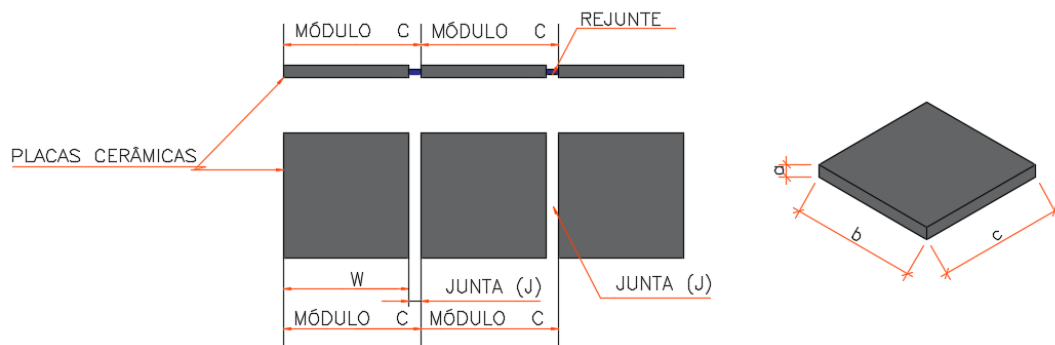 REJUNTE
MÓDULO C MÓDULO C
PLACAS CERÂMICAS
a
b
c
W
JUNTA (J)
JUNTA (J)
MÓDULO C MÓDULO C